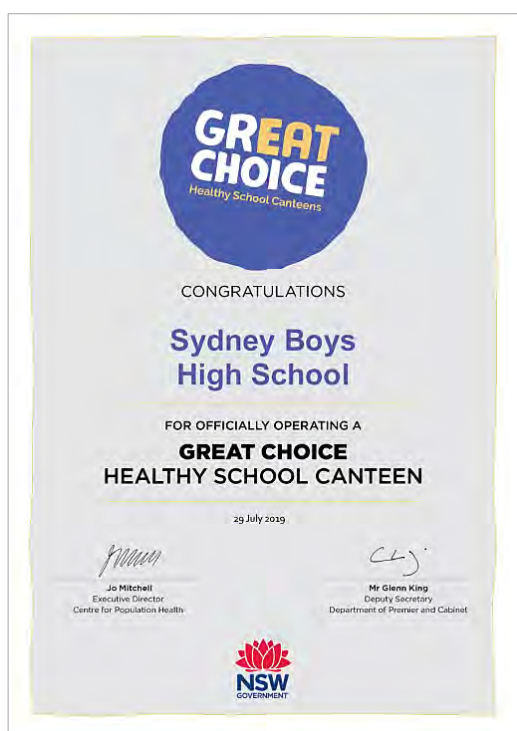 GREAT
CHOICE
Healthy School Canteens
CONGRATULATIONS
Sydney Boys
High School
FOR OFFICIALLY OPERATING A
GREAT CHOICE
HEALTHY SCHOOL CANTEEN
29 July 2019
Jo Mitchell
Executive Director
Centre for Population Health
Mr Glenn King
Deputy Secretary
Department of Premier and Cabinet
NSW
GOVERNMENT